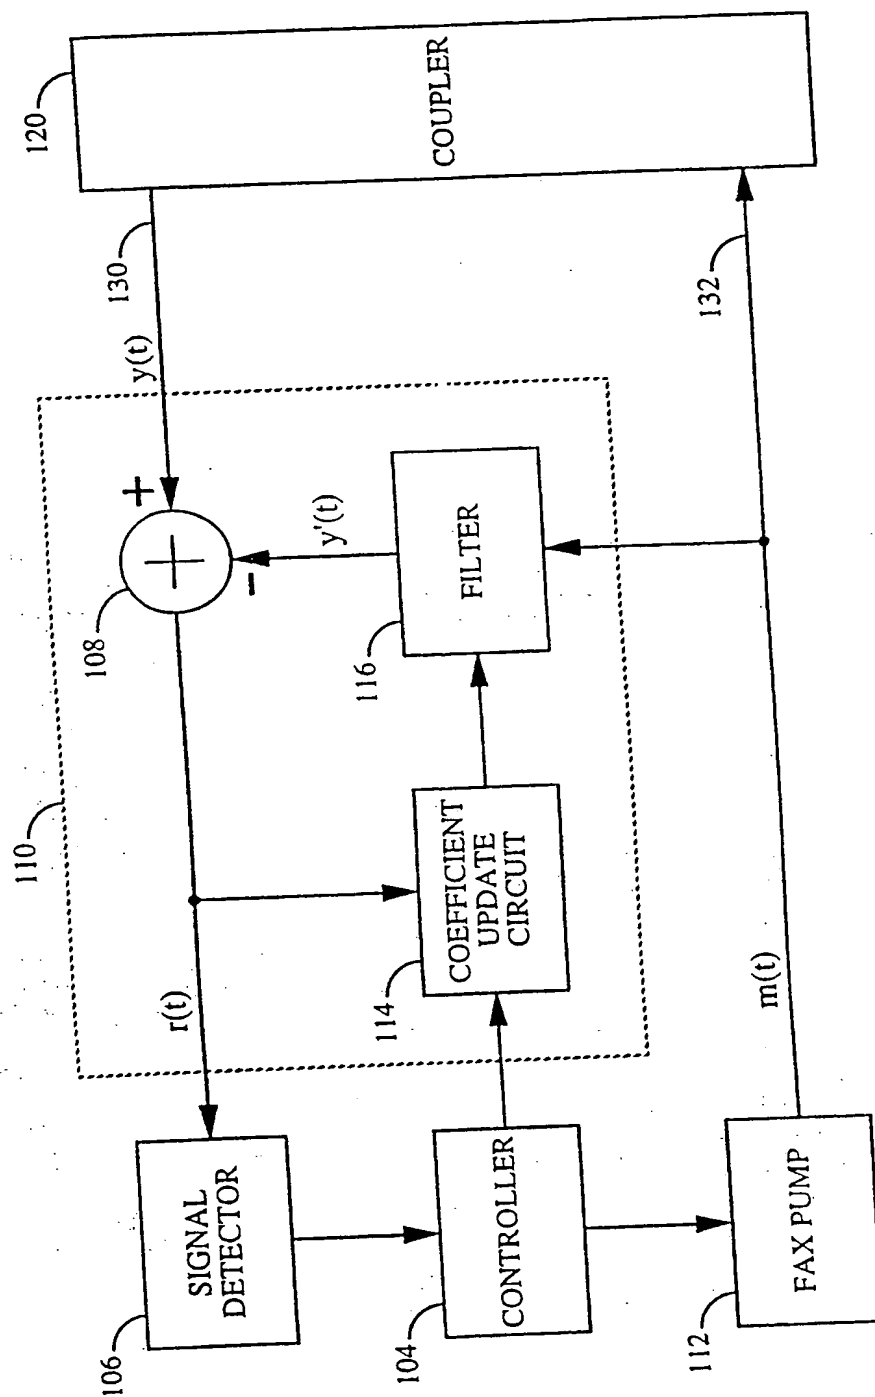 106
SIGNAL
DETECTOR
r(t)
110
108
+
-
y(t)
130
120
COUPLER
104
CONTROLLER
114
COEFFICIENT
UPDATE
CIRCUIT
116
FILTER
y'(t)
112
FAX PUMP
m(t)
132